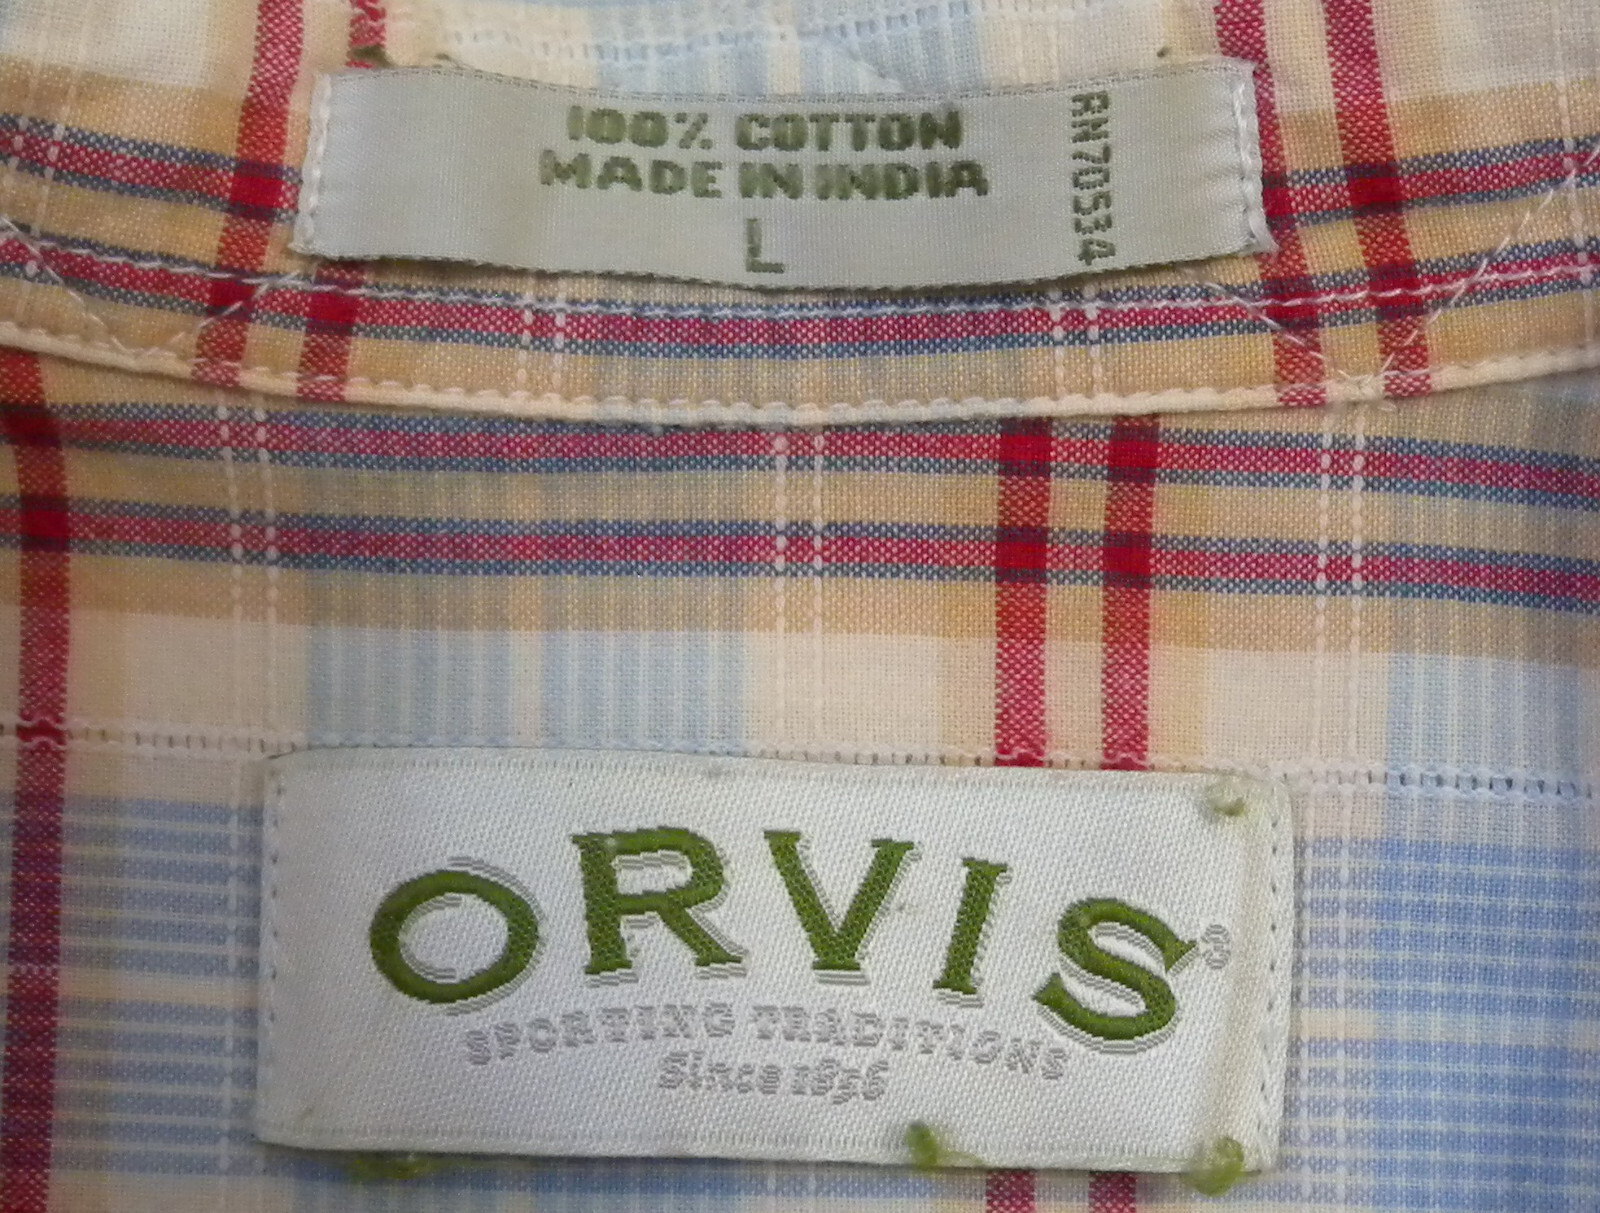 100% COTTON
MADE IN INDIA
L
RN70534
ORVIS®
SPORTING TRADITIONS
Since 1856